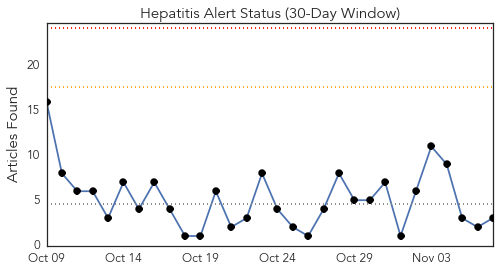 Hepatitis Alert Status (30-Day Window)
Articles Found
20
15
10
5
0
Oct 09 Oct 14 Oct 19 Oct 24 Oct 29 Nov 03